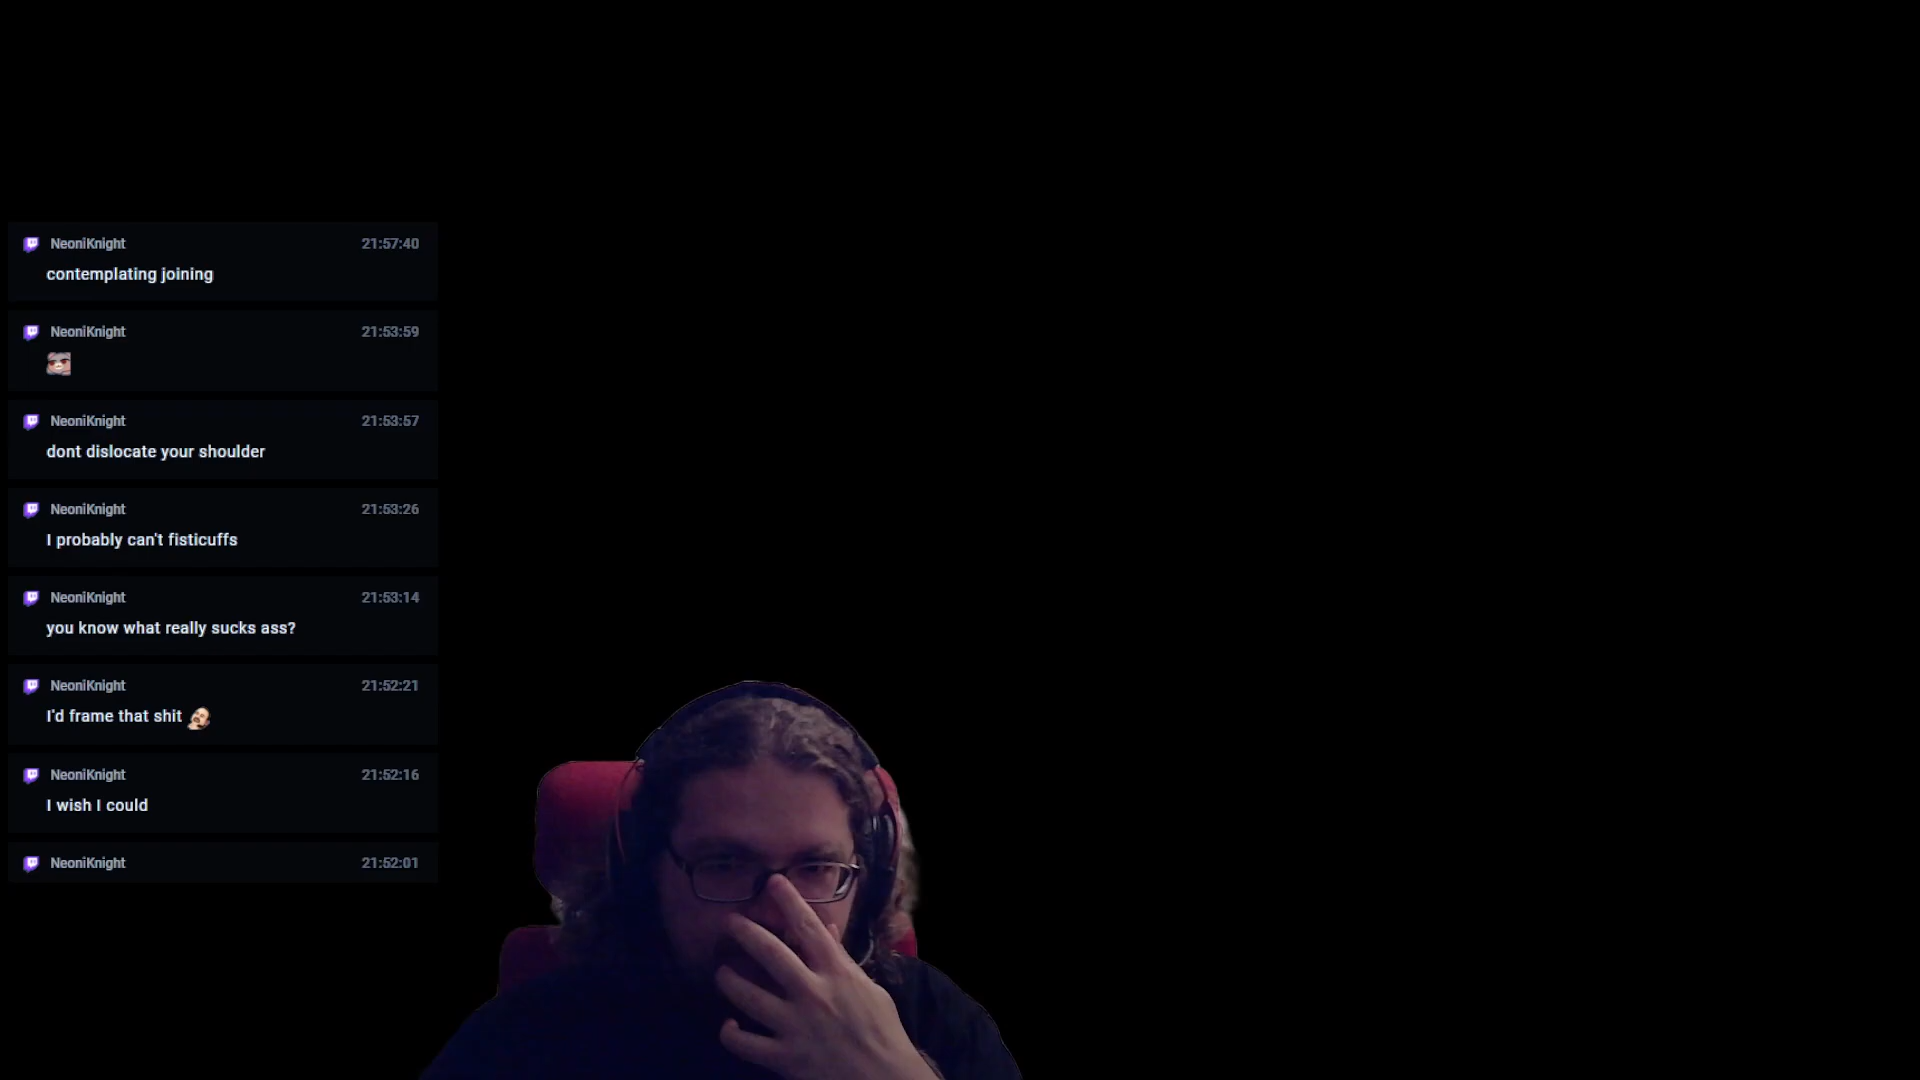 NeoniKnight 21:57:40
contemplating joining
NeoniKnight 21:53:59
NeoniKnight 21:53:57
dont dislocate your shoulder
NeoniKnight 21:53:26
I probably can't fisticuffs
NeoniKnight 21:53:14
you know what really sucks ass?
NeoniKnight 21:52:21
I'd frame that shit
NeoniKnight 21:52:16
I wish I could
NeoniKnight 21:52:01